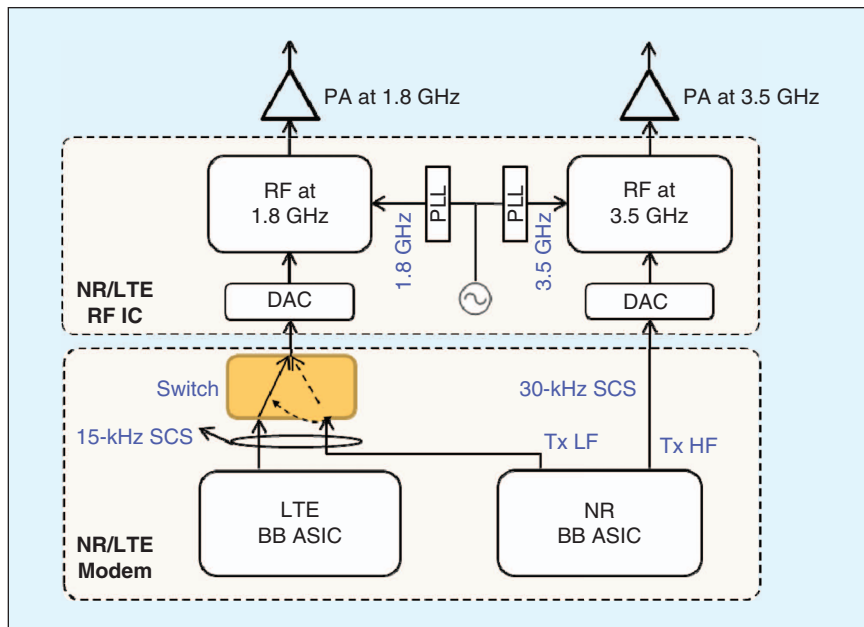 PA at 1.8 GHz
PA at 3.5 GHz
RF at
1.8 GHz
PLL
PLL
RF at
3.5 GHz
1.8 GHz
3.5 GHz
NR/LTE
RF IC
DAC
DAC
Switch
30-kHz SCS
15-kHz SCS
Tx LF
Tx HF
LTE
BB ASIC
NR
BB ASIC
NR/LTE
Modem